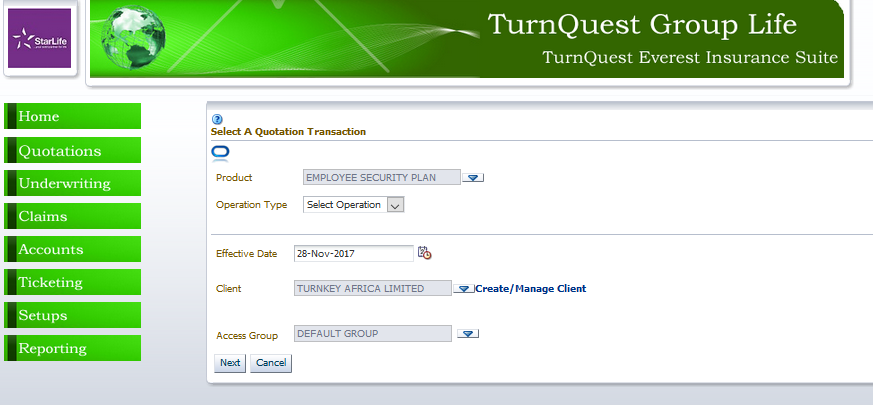 StarLife
TurnQuest Group Life
TurnQuest Everest Insurance Suite
Home
Quotations
Underwriting
Claims
Accounts
Ticketing
Setups
Reporting
?
Select A Quotation Transaction
Product EMPLOYEE SECURITY PLAN
Operation Type Select Operation
Effective Date 28-Nov-2017
Client TURNKEY AFRICA LIMITED Create/Manage Client
Access Group DEFAULT GROUP
Next Cancel